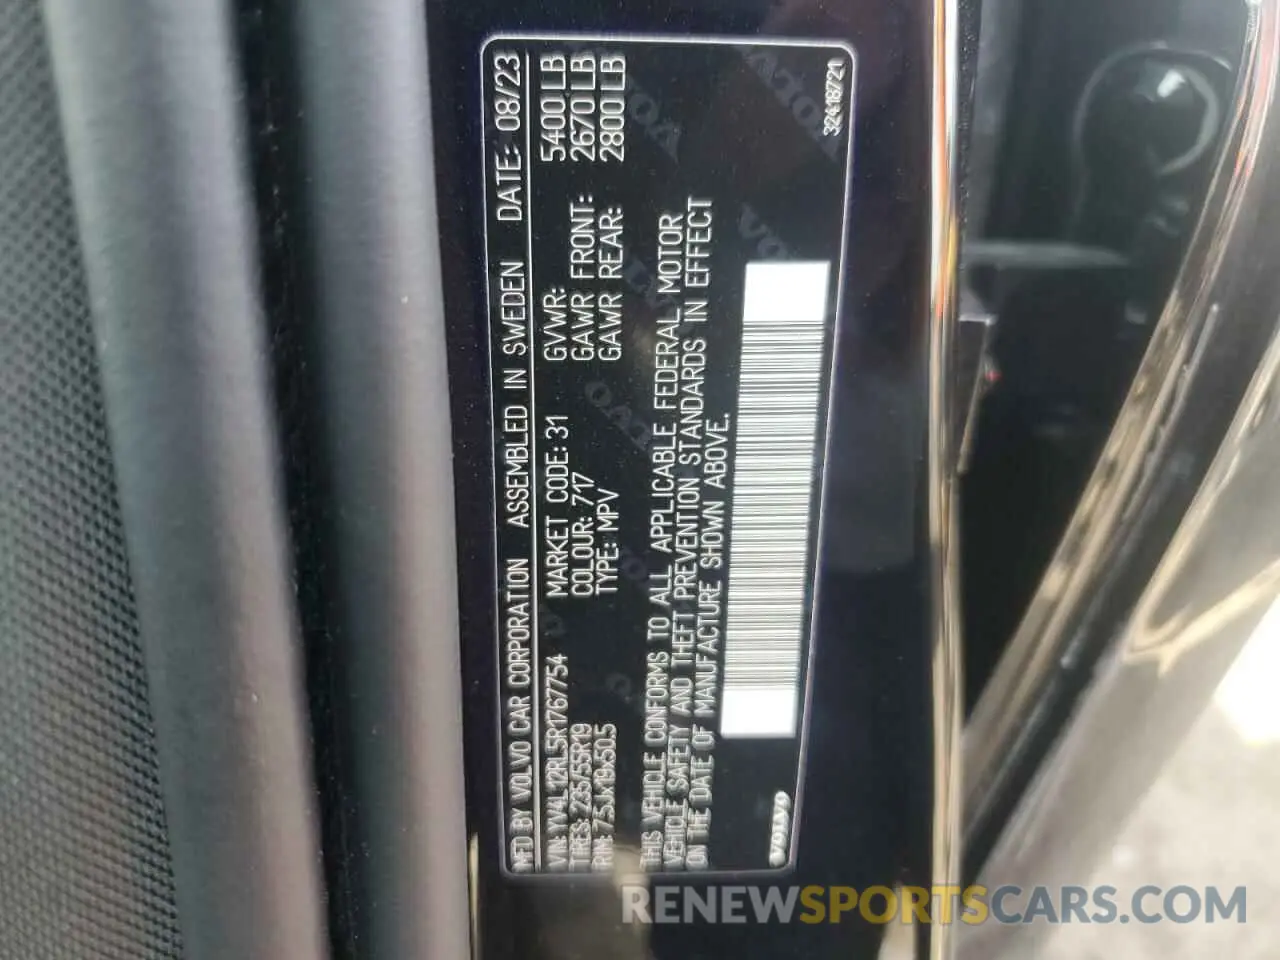 MFD BY VOLVO CAR CORPORATION ASSEMBLED IN SWEDEN DATE: 08/23
VIN: YV4L12RL5R1767754 MARKET CODE: 31 GVWR: 5400 LB
TIRES: 235/55R19 COLOUR: 717 GAWR FRONT: 2670 LB
RIM: 7.5Jx19x50.5 TYPE: MPV GAWR REAR: 2800 LB
THIS VEHICLE CONFORMS TO ALL APPLICABLE FEDERAL MOTOR
VEHICLE SAFETY AND THEFT PREVENTION STANDARDS IN EFFECT
ON THE DATE OF MANUFACTURE SHOWN ABOVE.
VOLVO
32418721
RENEWSPORTSCARS.COM